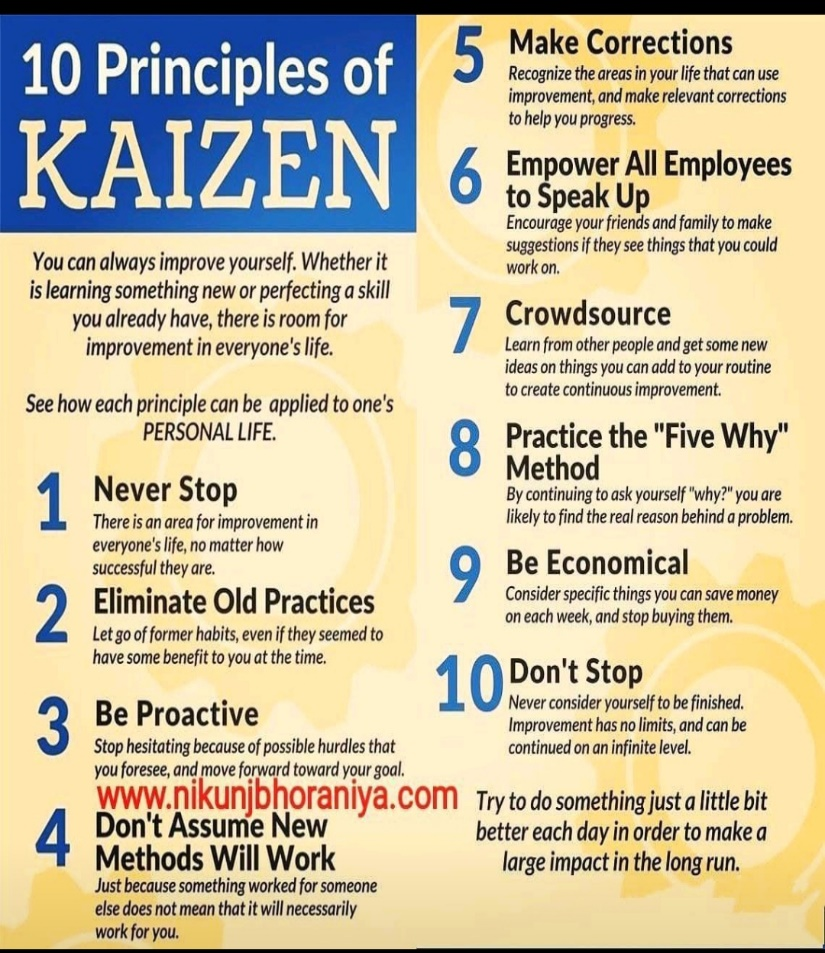 10 Principles of
KAIZEN
You can always improve yourself. Whether it
is learning something new or perfecting a skill
you already have, there is room for
improvement in everyone's life.
See how each principle can be applied to one's
PERSONAL LIFE.
1 Never Stop
There is an area for improvement in
everyone's life, no matter how
successful they are.
2 Eliminate Old Practices
Let go of former habits, even if they seemed to
have some benefit to you at the time.
3 Be Proactive
Stop hesitating because of possible hurdles that
you foresee, and move forward toward your goal.
www.nikunjbhoraniya.com
4 Don't Assume New
Methods Will Work
Just because something worked for someone
else does not mean that it will necessarily
work for you.
5 Make Corrections
Recognize the areas in your life that can use
improvement, and make relevant corrections
to help you progress.
6 Empower All Employees
to Speak Up
Encourage your friends and family to make
suggestions if they see things that you could
work on.
7 Crowdsource
Learn from other people and get some new
ideas on things you can add to your routine
to create continuous improvement.
8 Practice the "Five Why"
Method
By continuing to ask yourself "why?" you are
likely to find the real reason behind a problem.
9 Be Economical
Consider specific things you can save money
on each week, and stop buying them.
10 Don't Stop
Never consider yourself to be finished.
Improvement has no limits, and can be
continued on an infinite level.
Try to do something just a little bit
better each day in order to make a
large impact in the long run.